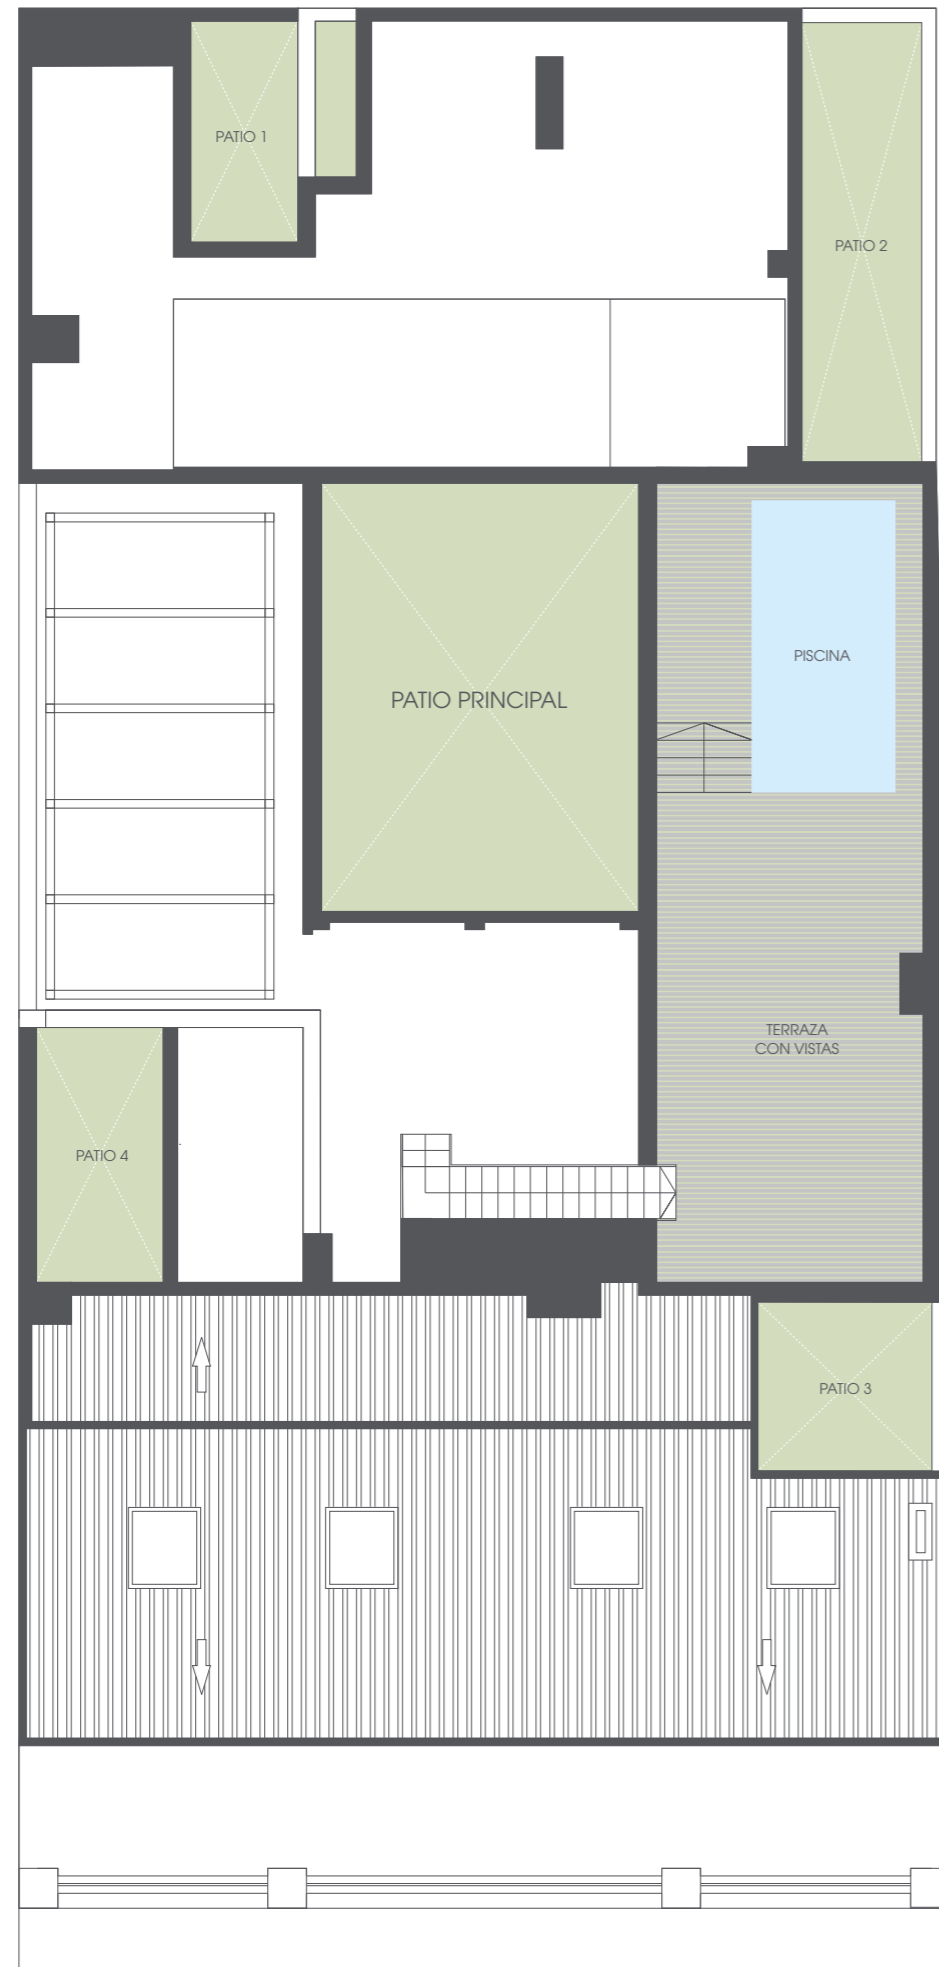 PATIO 1
PATIO 2
PISCINA
PATIO PRINCIPAL
TERRAZA
CON VISTAS
PATIO 4
PATIO 3